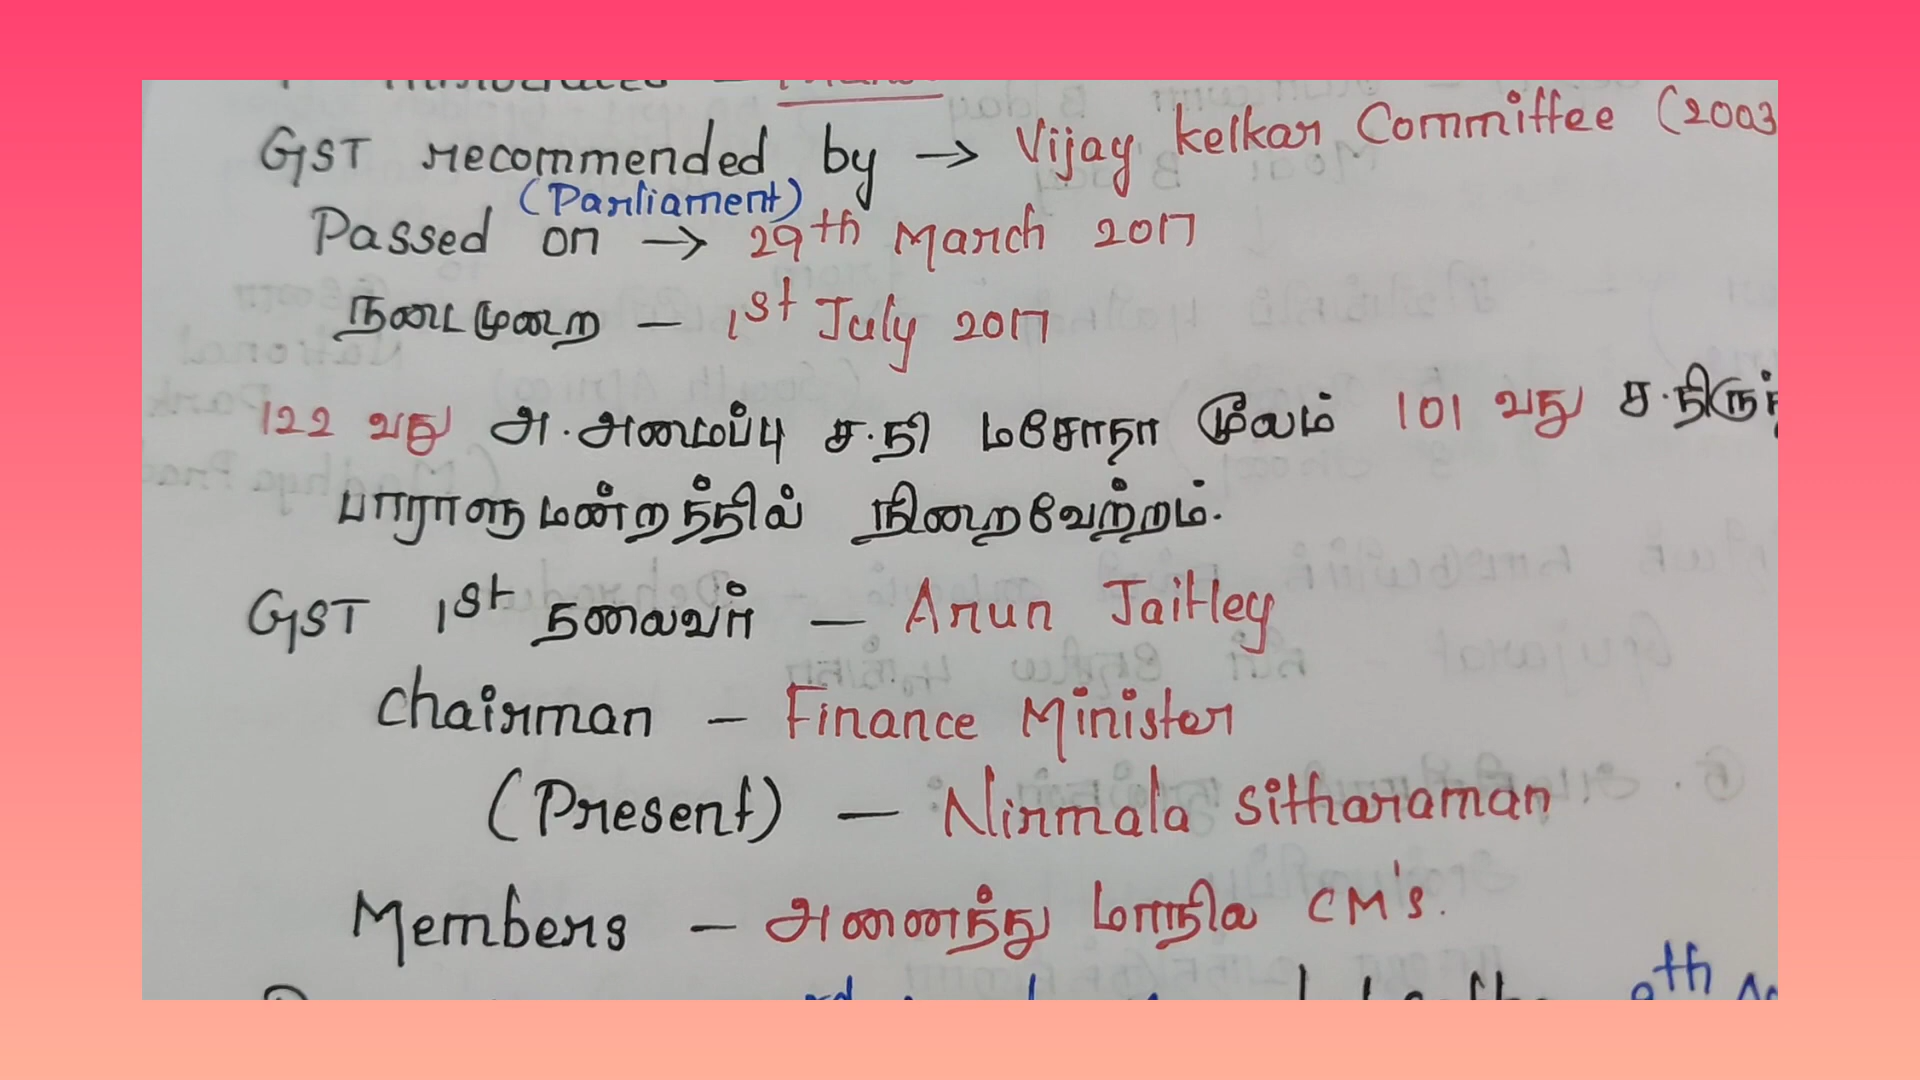 GST recommended by → Vijay Kelkar Committee (2003
(Parliament)
Passed on → 29th March 2017
நடைமுறை – 1st July 2017
122 வது அ.அமைப்பு ச.தி மசோதா மூலம் 101 வது ச.திருத்
பாராளுமன்றத்தில் நிறைவேற்றம்.
GST 1st தலைவர் – Arun Jaitley
Chairman – Finance Minister
(Present) – Nirmala Sitharaman
Members – அனைத்து மாநில CM's.